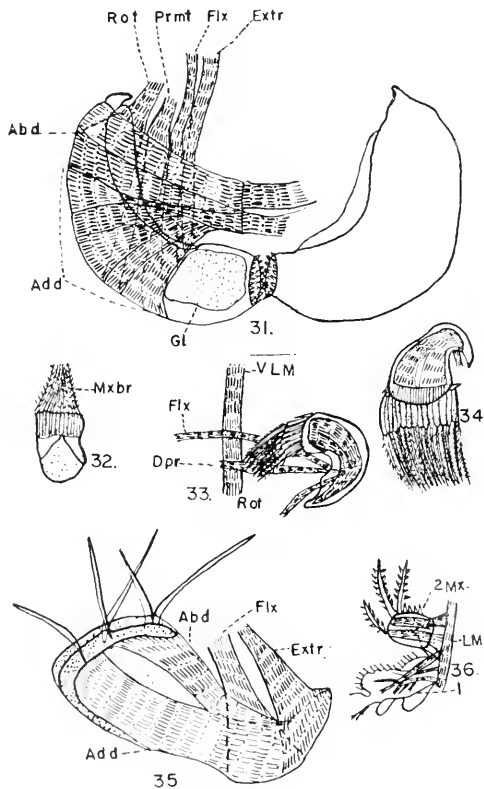 Rot Prmt Flx Extr
Abd
Add
Gl
31.
34
Mxbr
32.
VLM
Flx
Dpr
33.
Rot
Abd
Flx
Extr.
Add
35
2Mx.
LM
36.
1